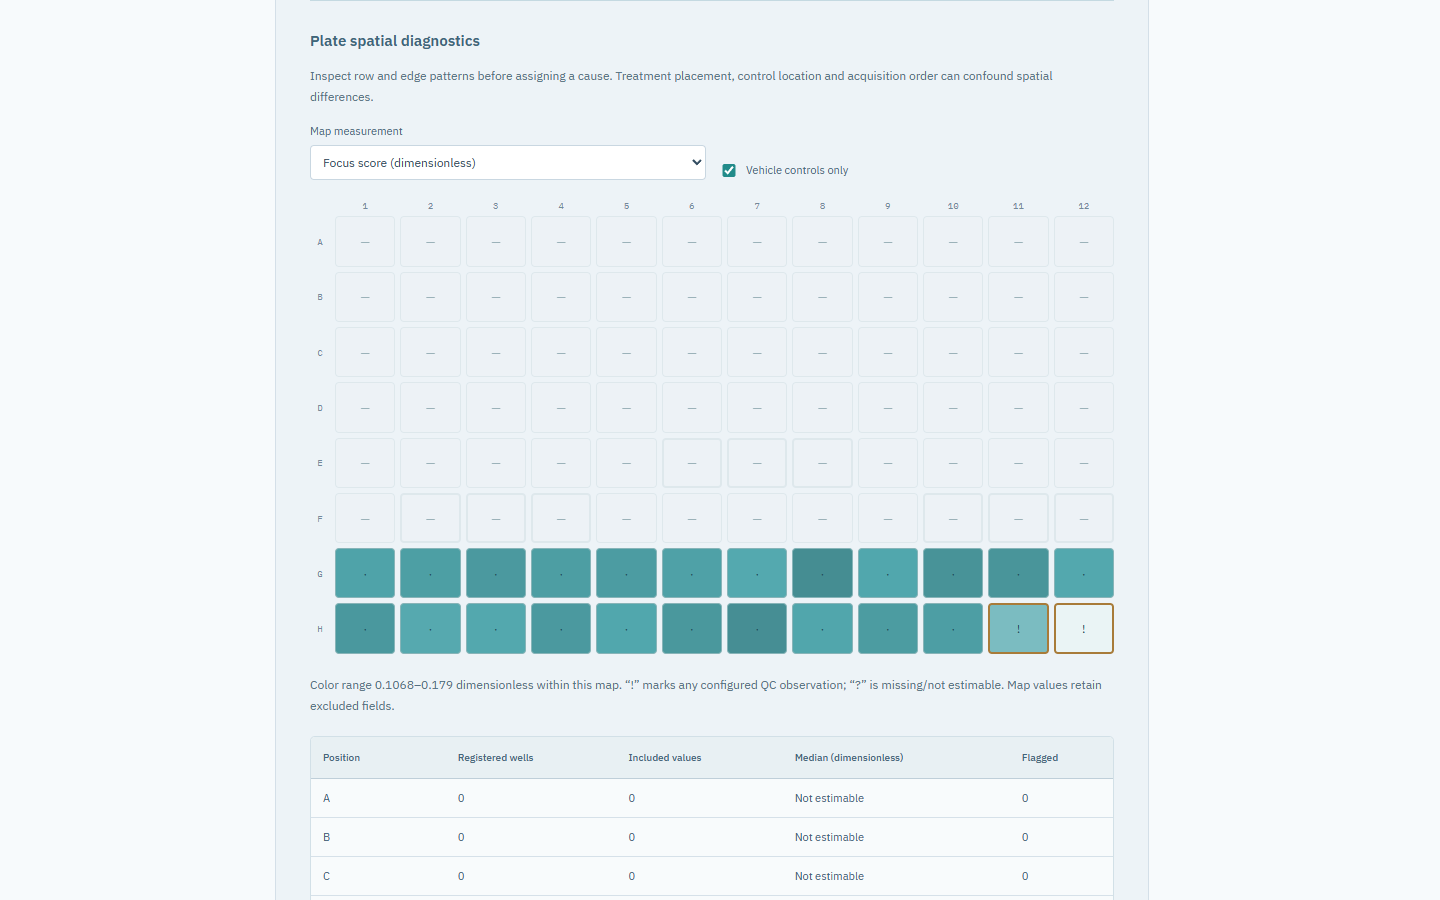 Plate spatial diagnostics
Inspect row and edge patterns before assigning a cause. Treatment placement, control location and acquisition order can confound spatial
differences.
Map measurement
Focus score (dimensionless)
Vehicle controls only
1 2 3 4 5 6 7 8 9 10 11 12
A — — — — — — — — — — — —
B — — — — — — — — — — — —
C — — — — — — — — — — — —
D — — — — — — — — — — — —
E — — — — — — — — — — — —
F — — — — — — — — — — — —
G · · · · · · · · · · · ·
H · · · · · · · · · · ! !
Color range 0.1068–0.179 dimensionless within this map. “!” marks any configured QC observation; “?” is missing/not estimable. Map values retain
excluded fields.
Position Registered wells Included values Median (dimensionless) Flagged
A 0 0 Not estimable 0
B 0 0 Not estimable 0
C 0 0 Not estimable 0